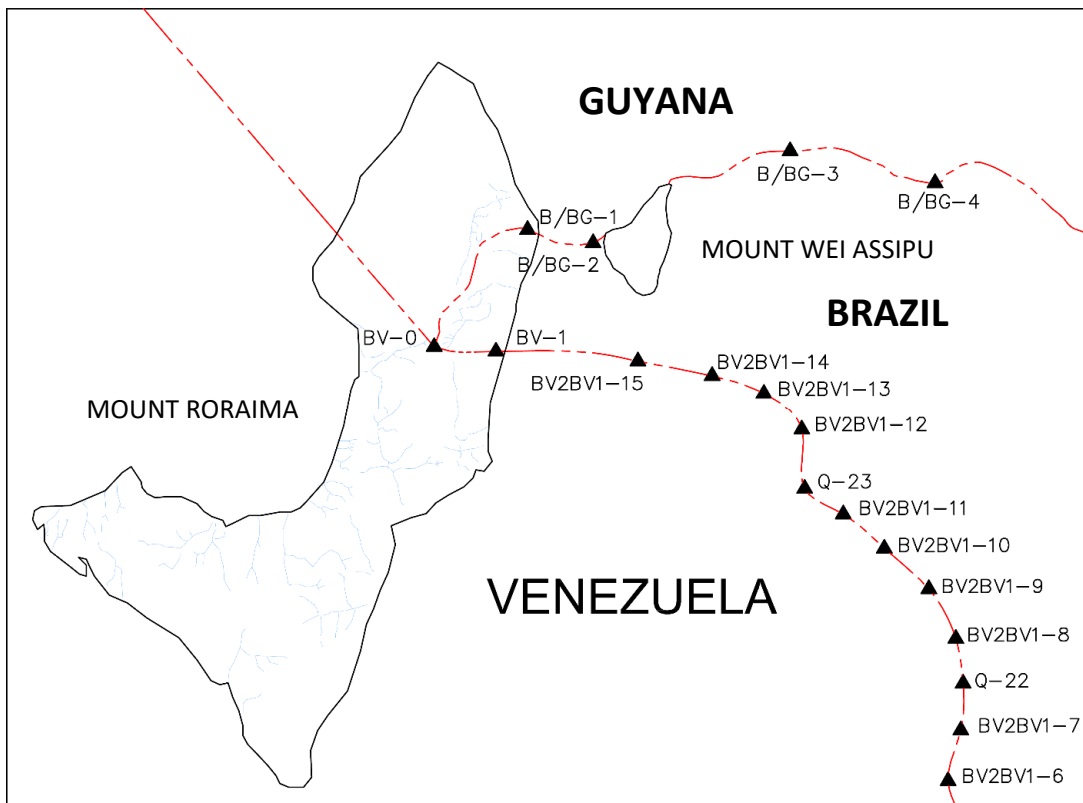 GUYANA
B/BG-3
B/BG-4
B/BG-1
B/BG-2
MOUNT WEI ASSIPU
BRAZIL
BV-0
BV-1
BV2BV1-15
BV2BV1-14
BV2BV1-13
MOUNT RORAIMA
BV2BV1-12
Q-23
BV2BV1-11
BV2BV1-10
VENEZUELA
BV2BV1-9
BV2BV1-8
Q-22
BV2BV1-7
BV2BV1-6